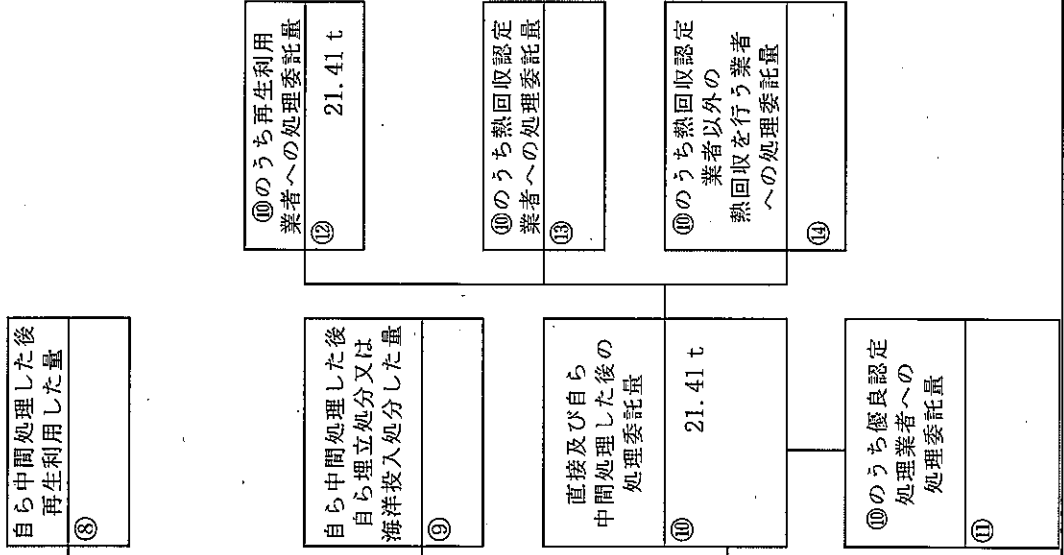 自ら中間処理した後
再生利用した量
⑧
自ら中間処理した後
自ら埋立処分又は
海洋投入処分した量
⑨
直接及び自ら
中間処理した後の
処理委託量
⑩
21.41 t
⑩のうち優良認定
処理業者への
処理委託量
⑪
⑩のうち再生利用
業者への処理委託量
⑫
21.41 t
⑩のうち熱回収認定
業者への処理委託量
⑬
⑩のうち熱回収認定
業者以外の
熱回収を行う業者
への処理委託量
⑭